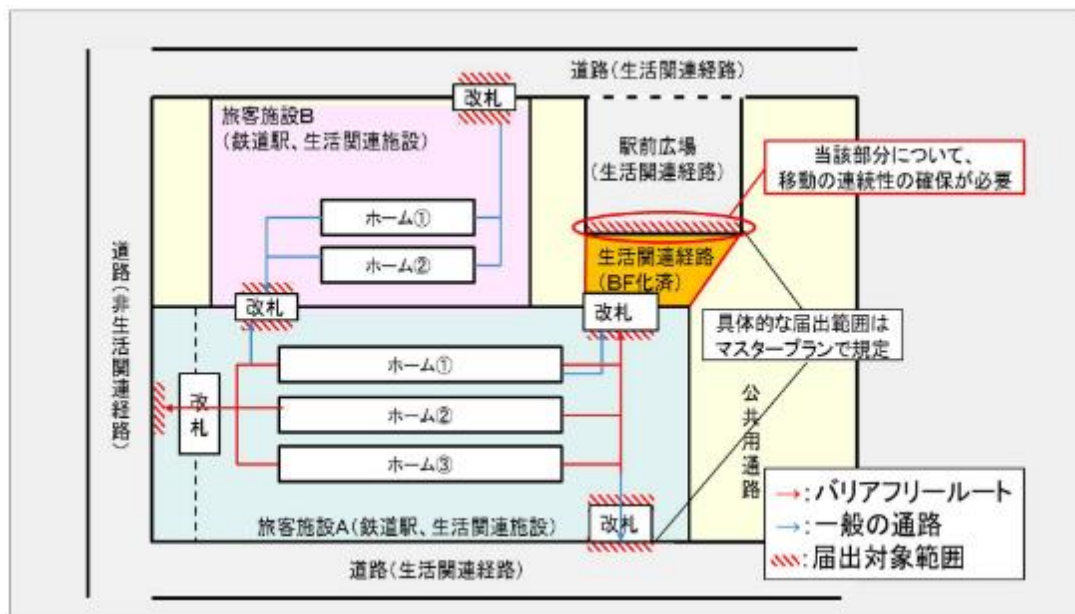 道路(生活関連経路)
改札
旅客施設B
(鉄道駅、生活関連施設)
駅前広場
(生活関連経路)
当該部分について、
移動の連続性の確保が必要
ホーム①
ホーム②
生活関連経路
(BF化済)
道路(非生活関連経路)
改札
改札
具体的な届出範囲は
マスタープランで規定
ホーム①
改札
ホーム②
公共用通路
ホーム③
→:バリアフリールート
→:一般の通路
:届出対象範囲
旅客施設A(鉄道駅、生活関連施設)
改札
道路(生活関連経路)